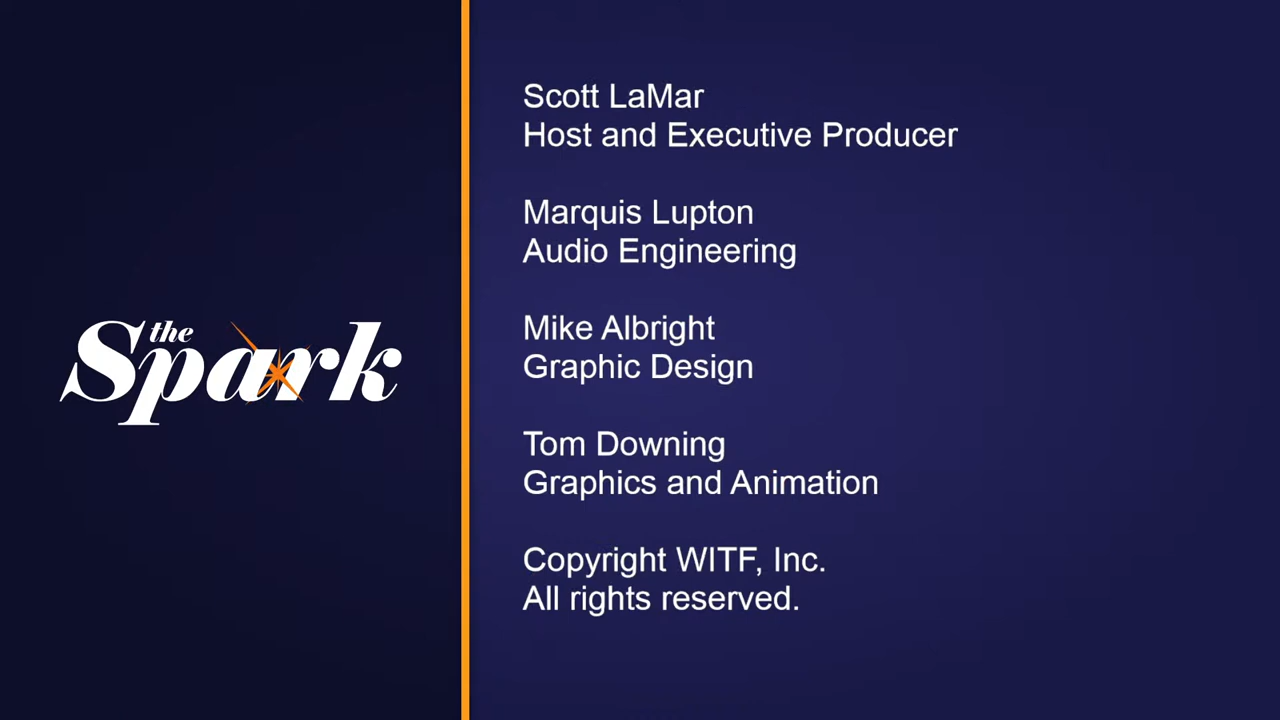 the
Spark
Scott LaMar
Host and Executive Producer
Marquis Lupton
Audio Engineering
Mike Albright
Graphic Design
Tom Downing
Graphics and Animation
Copyright WITF, Inc.
All rights reserved.